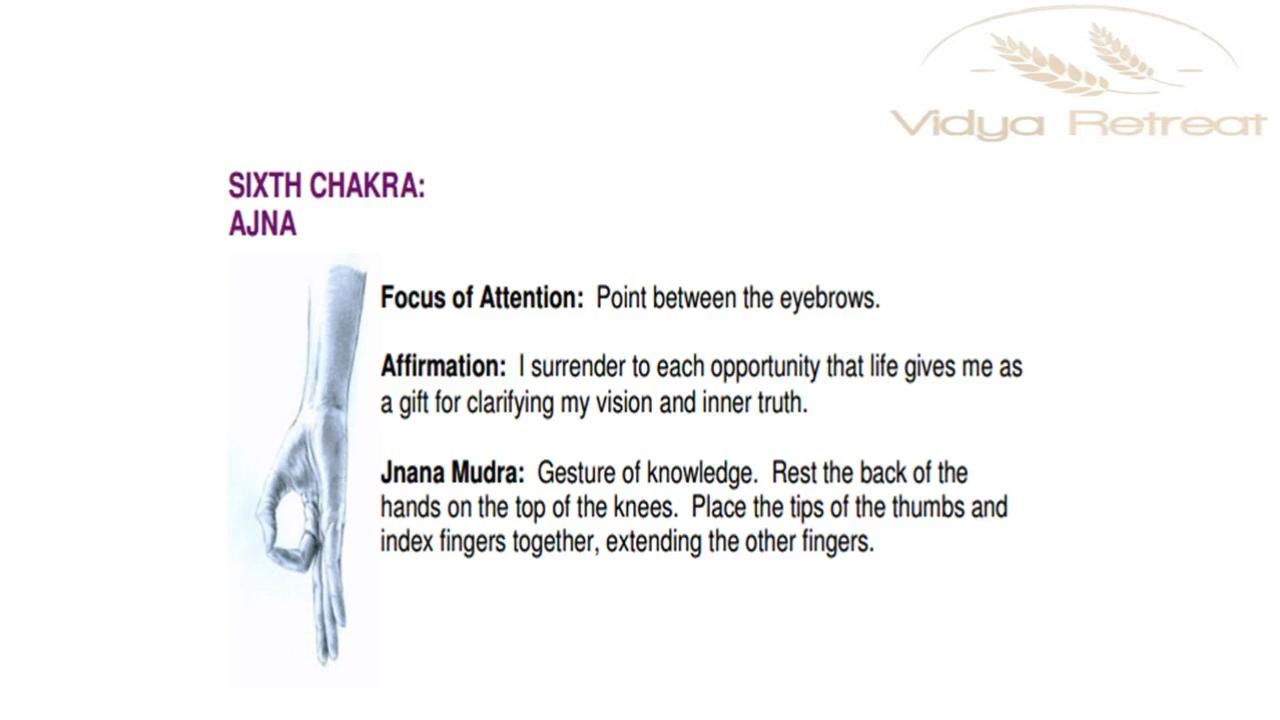 Vidya Retreat
SIXTH CHAKRA:
AJNA
Focus of Attention: Point between the eyebrows.
Affirmation: I surrender to each opportunity that life gives me as
a gift for clarifying my vision and inner truth.
Jnana Mudra: Gesture of knowledge. Rest the back of the
hands on the top of the knees. Place the tips of the thumbs and
index fingers together, extending the other fingers.